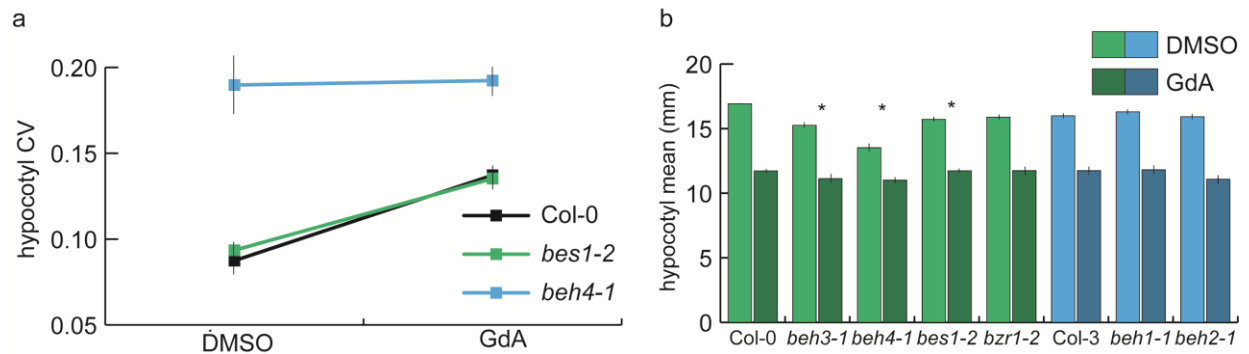 a
hypocotyl CV
0.20
0.15
0.10
0.05
DMSO
GdA
Col-0
bes1-2
beh4-1
b
hypocotyl mean (mm)
20
15
10
5
0
DMSO
GdA
* * *
Col-0 beh3-1 beh4-1 bes1-2 bzr1-2 Col-3 beh1-1 beh2-1